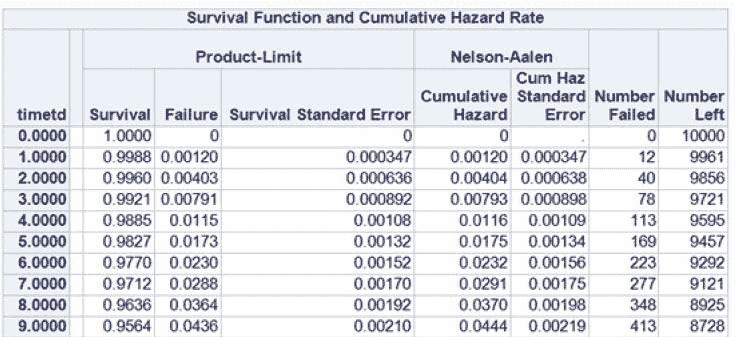 Survival Function and Cumulative Hazard Rate
Product-Limit Nelson-Aalen
timetd Survival Failure Survival Standard Error Cumulative Hazard Cum Haz Standard Error Number Failed Number Left
0.0000 1.0000 0 0 0 . 0 10000
1.0000 0.9988 0.00120 0.000347 0.00120 0.000347 12 9961
2.0000 0.9960 0.00403 0.000636 0.00404 0.000638 40 9856
3.0000 0.9921 0.00791 0.000892 0.00793 0.000898 78 9721
4.0000 0.9885 0.0115 0.00108 0.0116 0.00109 113 9595
5.0000 0.9827 0.0173 0.00132 0.0175 0.00134 169 9457
6.0000 0.9770 0.0230 0.00152 0.0232 0.00156 223 9292
7.0000 0.9712 0.0288 0.00170 0.0291 0.00175 277 9121
8.0000 0.9636 0.0364 0.00192 0.0370 0.00198 348 8925
9.0000 0.9564 0.0436 0.00210 0.0444 0.00219 413 8728